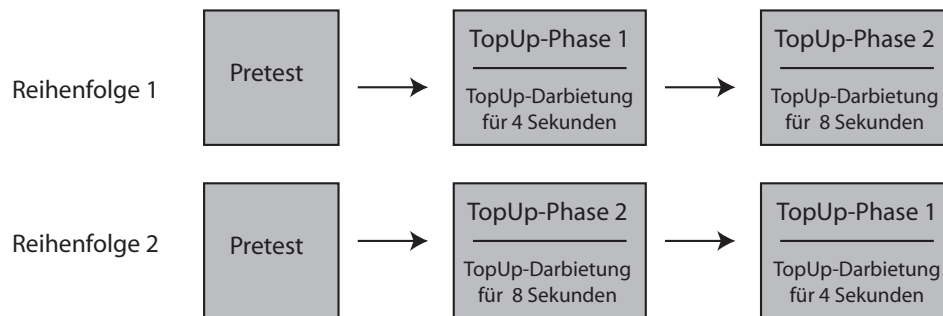 Reihenfolge 1
Pretest
TopUp-Phase 1
TopUp-Darbietung
für 4 Sekunden
TopUp-Phase 2
TopUp-Darbietung
für 8 Sekunden
Reihenfolge 2
Pretest
TopUp-Phase 2
TopUp-Darbietung
für 8 Sekunden
TopUp-Phase 1
TopUp-Darbietung
für 4 Sekunden